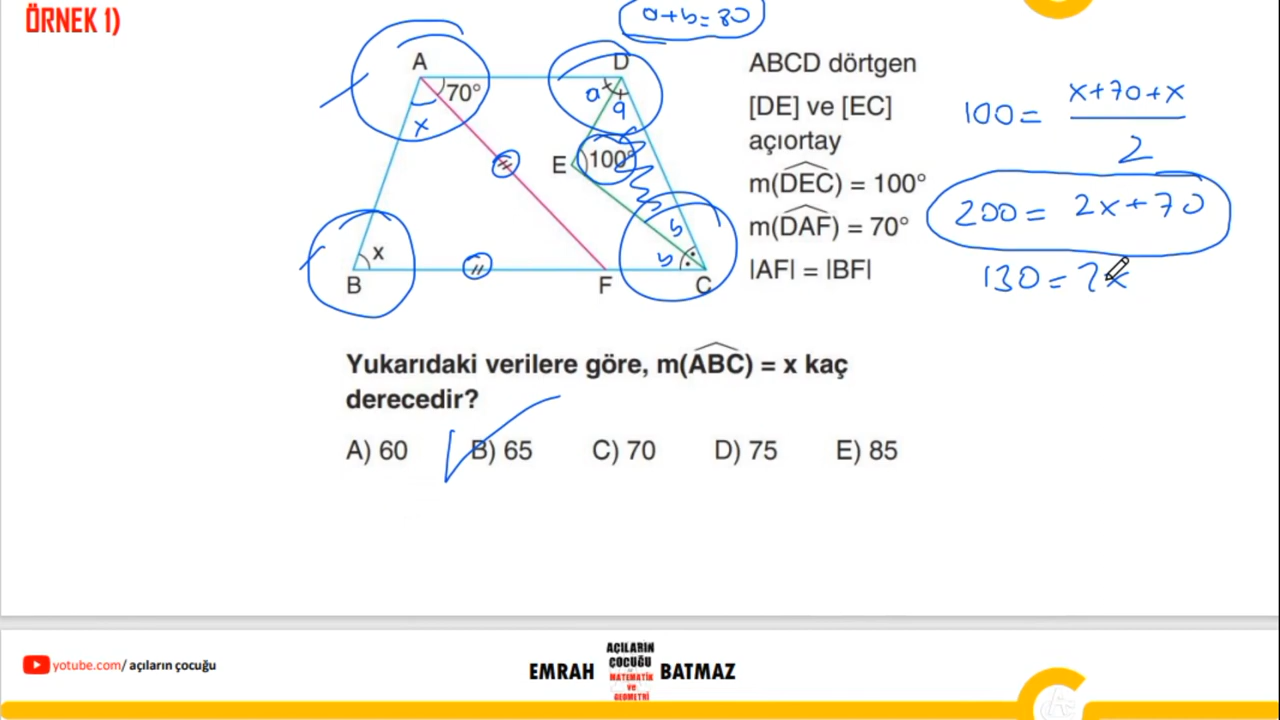 ÖRNEK 1)
a+b=80
A
D
70°
a
a
x
E
100°
x
b
b
B
F
C
ABCD dörtgen
[DE] ve [EC]
açıortay
m(DEC) = 100°
m(DAF) = 70°
|AF| = |BF|
100 = x+70+x
2
200 = 2x+70
130 = 2x
Yukarıdaki verilere göre, m(ABC) = x kaç
derecedir?
A) 60 B) 65 C) 70 D) 75 E) 85
yotube.com/ açıların çocuğu
EMRAH
AÇILARIN
ÇOCUĞU
MATEMATİK
ve
GEOMETRİ
BATMAZ